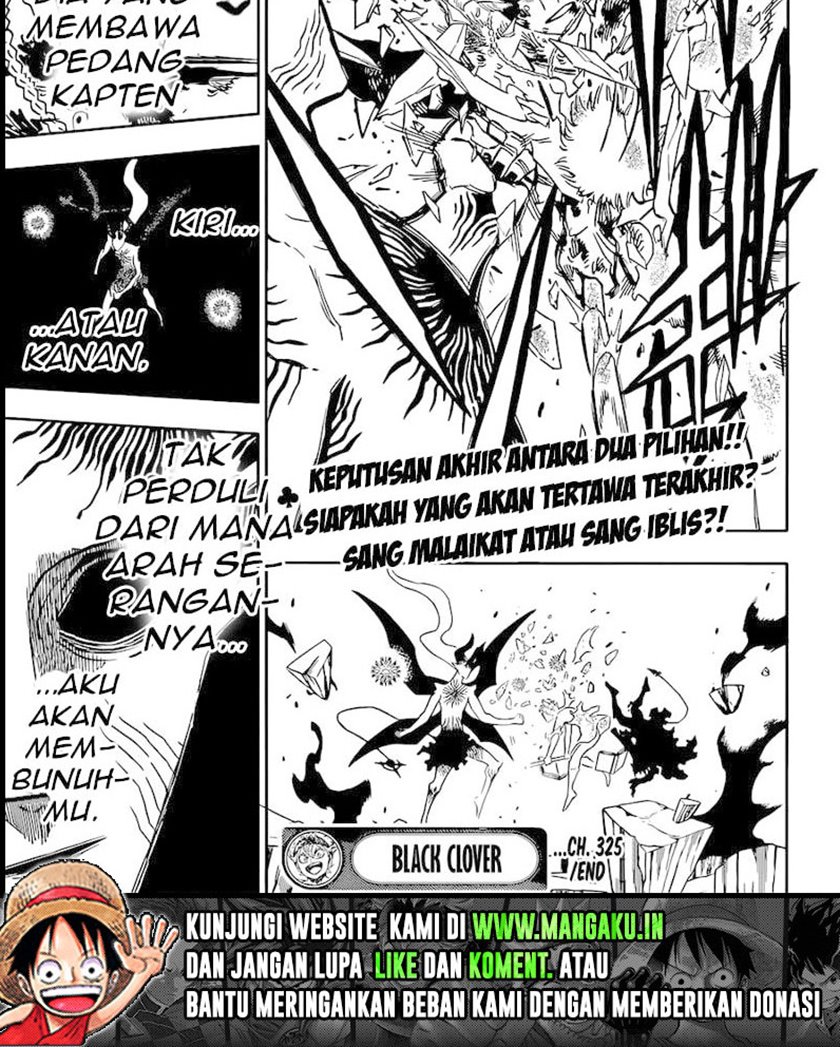 DIA YANG
MEMBAWA
PEDANG
KAPTEN
KIRI...
...ATAU
KANAN.
TAK
PERDULI
DARI MANA
ARAH SE-
RANGAN-
NYA...
...AKU
AKAN
MEM-
BUNUH-
MU.
KEPUTUSAN AKHIR ANTARA DUA PILIHAN!!
SIAPAKAH YANG AKAN TERTAWA TERAKHIR?
SANG MALAIKAT ATAU SANG IBLIS?!
BLACK CLOVER
....CH. 325
/END
KUNJUNGI WEBSITE KAMI DI WWW.MANGAKU.IN
DAN JANGAN LUPA LIKE DAN KOMENT. ATAU
BANTU MERINGANKAN BEBAN KAMI DENGAN MEMBERIKAN DONASI